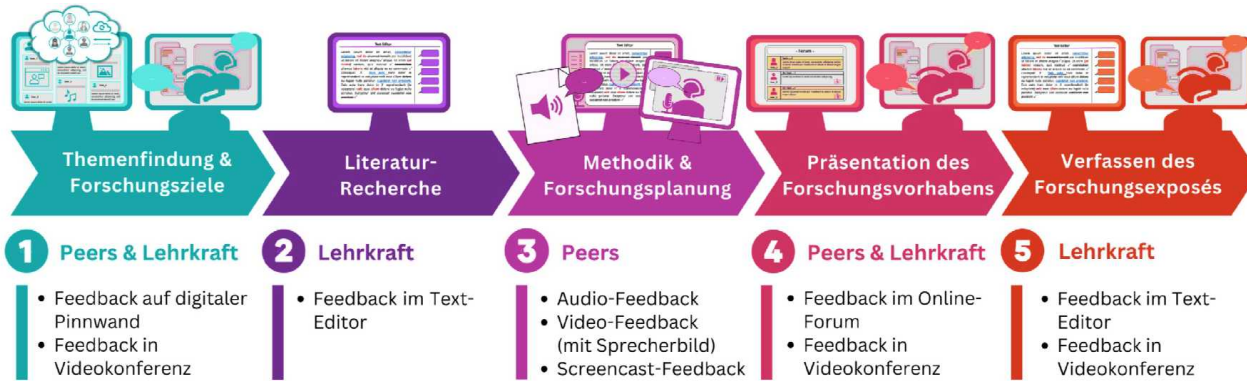 Themenfindung &
Forschungsziele
Literatur-
Recherche
Methodik &
Forschungsplanung
Präsentation des
Forschungsvorhabens
Verfassen des
Forschungsexposés
1 Peers & Lehrkraft
• Feedback auf digitaler
Pinnwand
• Feedback in
Videokonferenz
2 Lehrkraft
• Feedback im Text-
Editor
3 Peers
• Audio-Feedback
• Video-Feedback
(mit Sprecherbild)
• Screencast-Feedback
4 Peers & Lehrkraft
• Feedback im Online-
Forum
• Feedback in
Videokonferenz
5 Lehrkraft
• Feedback im Text-
Editor
• Feedback in
Videokonferenz